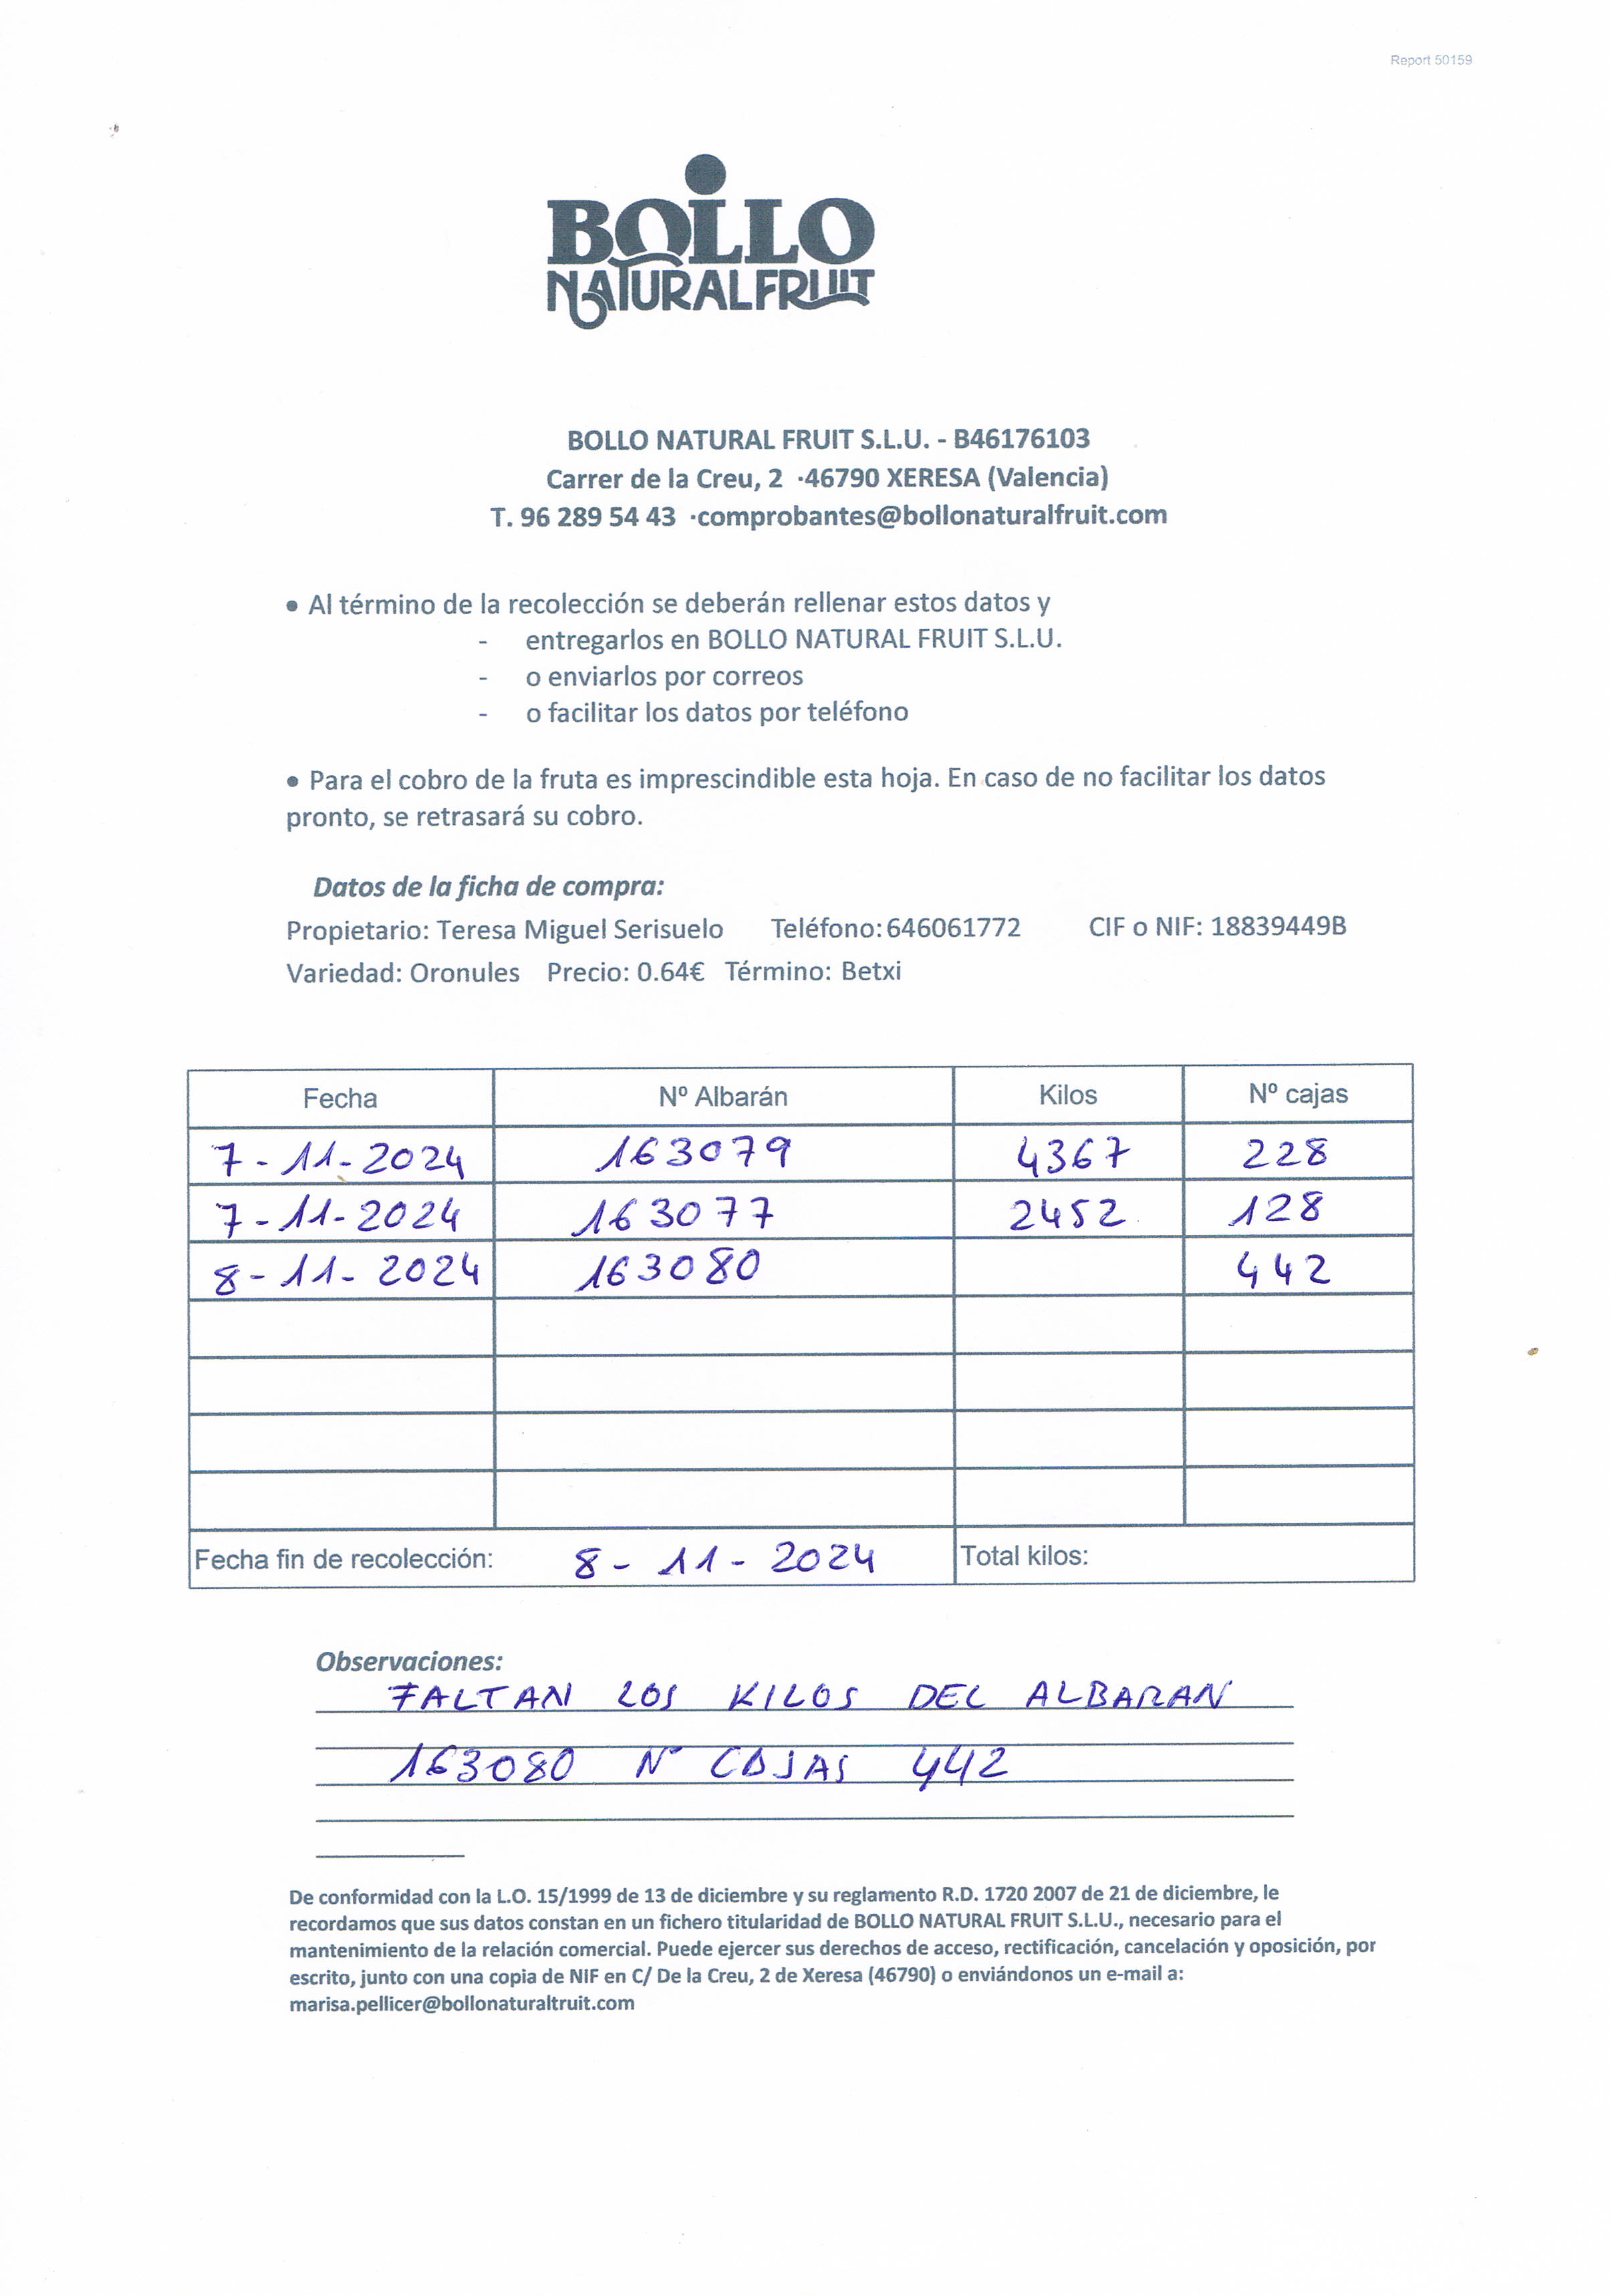 Report 50159
BOLLO
NATURALFRUIT
BOLLO NATURAL FRUIT S.L.U. - B46176103
Carrer de la Creu, 2 ·46790 XERESA (Valencia)
T. 96 289 54 43 ·comprobantes@bollonaturalfruit.com
• Al término de la recolección se deberán rellenar estos datos y
- entregarlos en BOLLO NATURAL FRUIT S.L.U.
- o enviarlos por correos
- o facilitar los datos por teléfono
• Para el cobro de la fruta es imprescindible esta hoja. En caso de no facilitar los datos
pronto, se retrasará su cobro.
Datos de la ficha de compra:
Propietario: Teresa Miguel Serisuelo Teléfono: 646061772 CIF o NIF: 18839449B
Variedad: Oronules Precio: 0.64€ Término: Betxi
Fecha Nº Albarán Kilos Nº cajas
7-11-2024 163079 4367 228
7-11-2024 163077 2452 128
8-11-2024 163080 442
Fecha fin de recolección: 8-11-2024 Total kilos:
Observaciones:
FALTAN LOS KILOS DEL ALBARAN
163080 Nº CAJAS 442
De conformidad con la L.O. 15/1999 de 13 de diciembre y su reglamento R.D. 1720 2007 de 21 de diciembre, le
recordamos que sus datos constan en un fichero titularidad de BOLLO NATURAL FRUIT S.L.U., necesario para el
mantenimiento de la relación comercial. Puede ejercer sus derechos de acceso, rectificación, cancelación y oposición, por
escrito, junto con una copia de NIF en C/ De la Creu, 2 de Xeresa (46790) o enviándonos un e-mail a:
marisa.pellicer@bollonaturaltruit.com